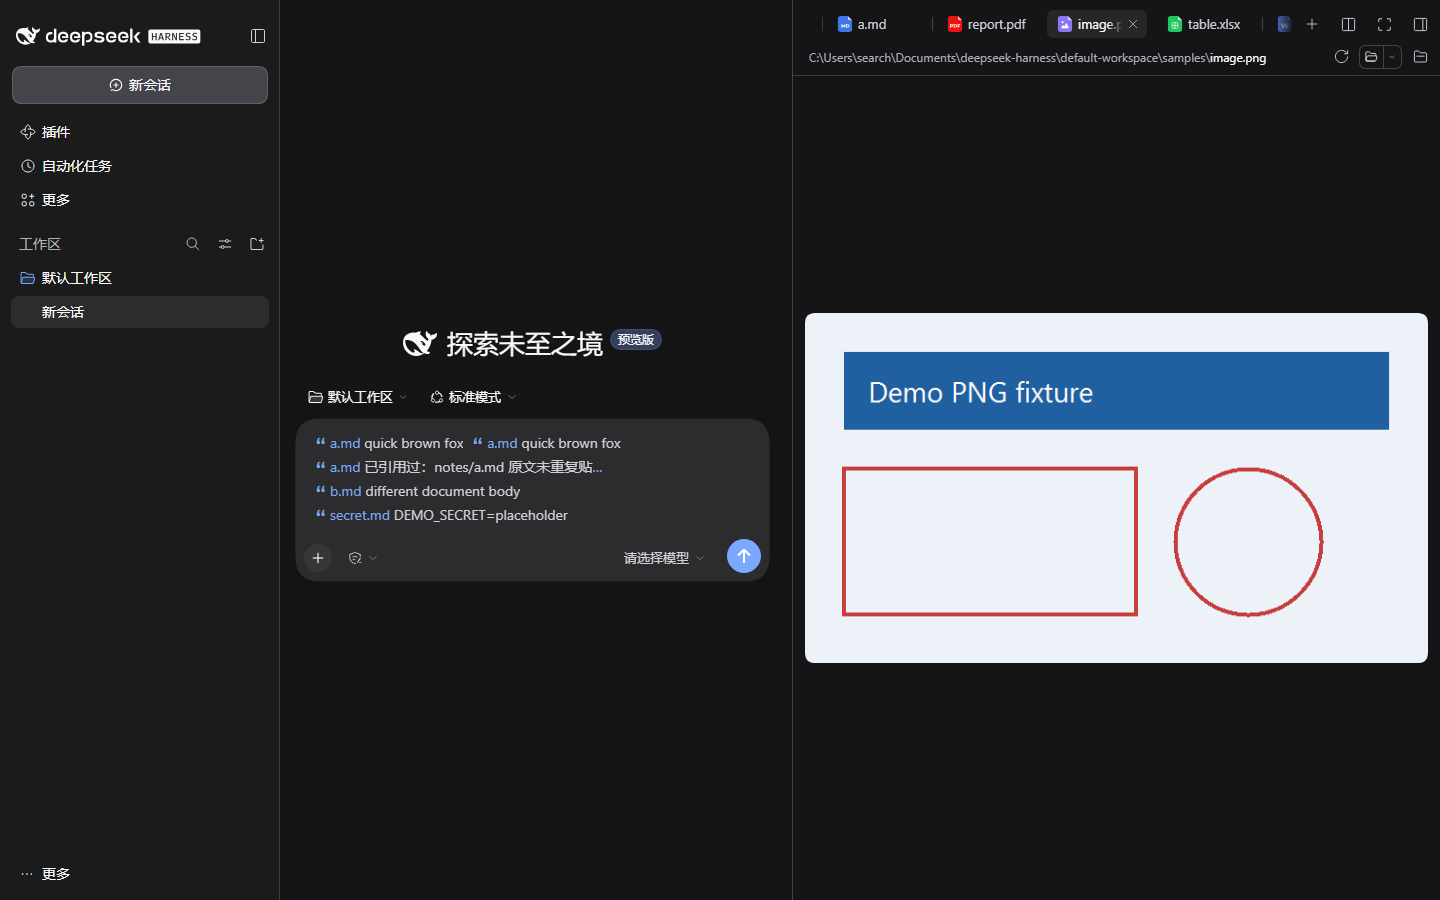 deepseek HARNESS
新会话
插件
自动化任务
更多
工作区
默认工作区
新会话
更多
探索未至之境 预览版
默认工作区 标准模式
a.md quick brown fox a.md quick brown fox
a.md 已引用过：notes/a.md 原文未重复贴...
b.md different document body
secret.md DEMO_SECRET=placeholder
请选择模型
a.md report.pdf image.p table.xlsx
C:\Users\search\Documents\deepseek-harness\default-workspace\samples\image.png
Demo PNG fixture